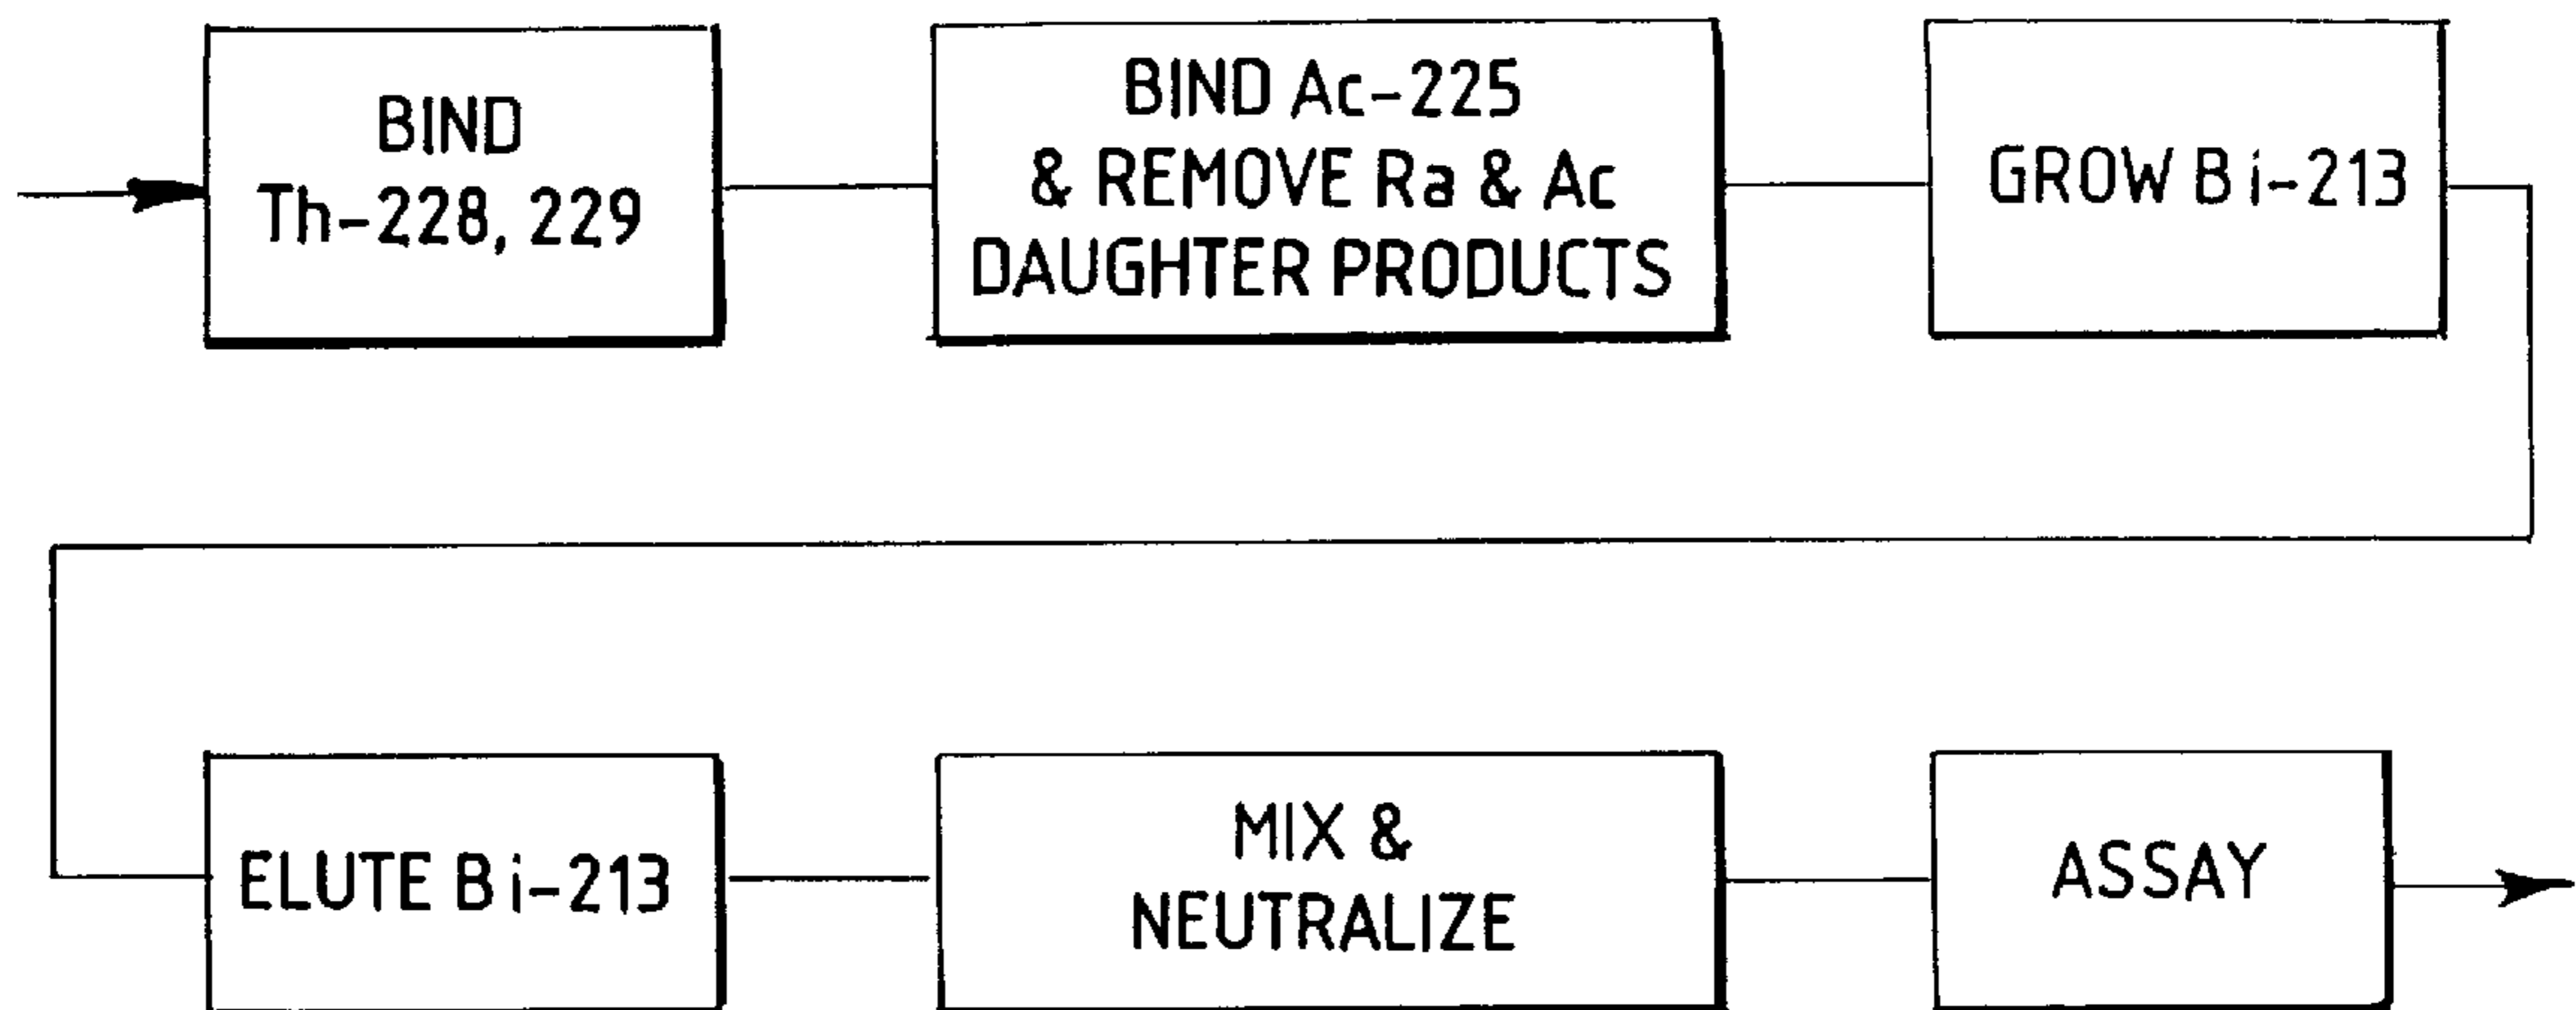 BIND
Th-228, 229
BIND Ac-225
& REMOVE Ra & Ac
DAUGHTER PRODUCTS
GROW Bi-213
ELUTE Bi-213
MIX &
NEUTRALIZE
ASSAY